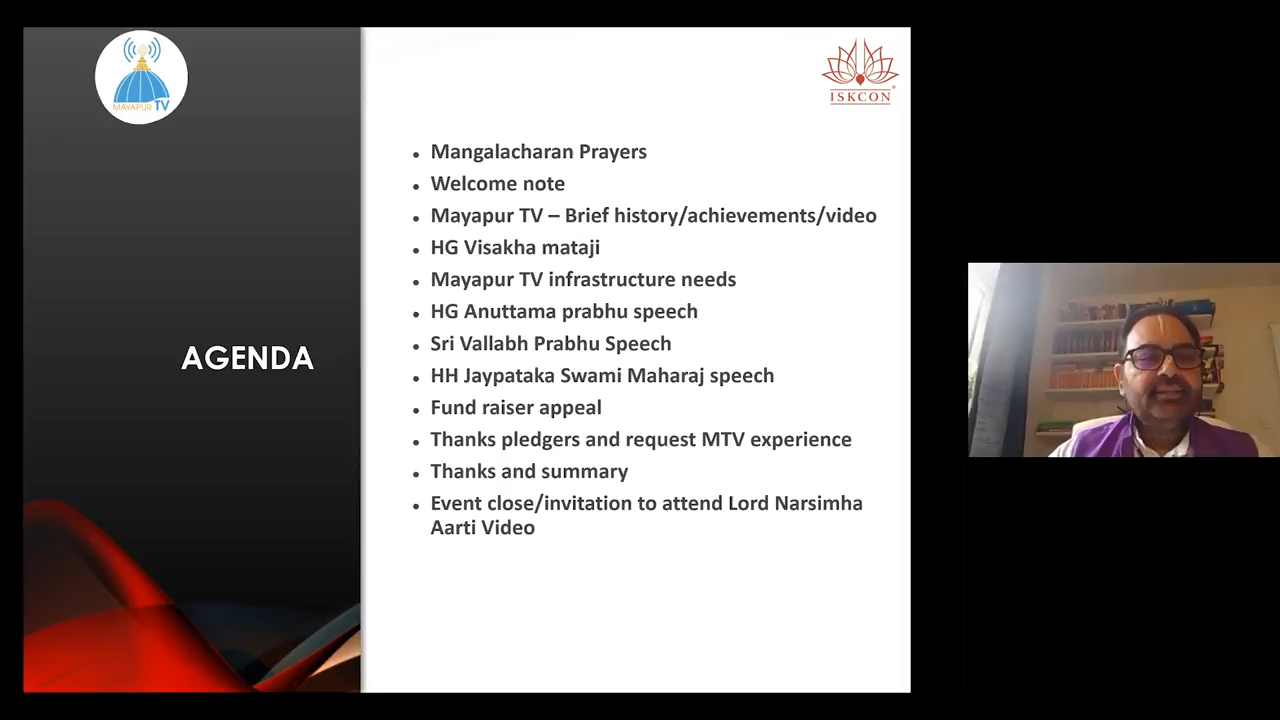 MAYAPUR TV
ISKCON
AGENDA
Mangalacharan Prayers
Welcome note
Mayapur TV – Brief history/achievements/video
HG Visakha mataji
Mayapur TV infrastructure needs
HG Anuttama prabhu speech
Sri Vallabh Prabhu Speech
HH Jaypataka Swami Maharaj speech
Fund raiser appeal
Thanks pledgers and request MTV experience
Thanks and summary
Event close/invitation to attend Lord Narsimha
Aarti Video